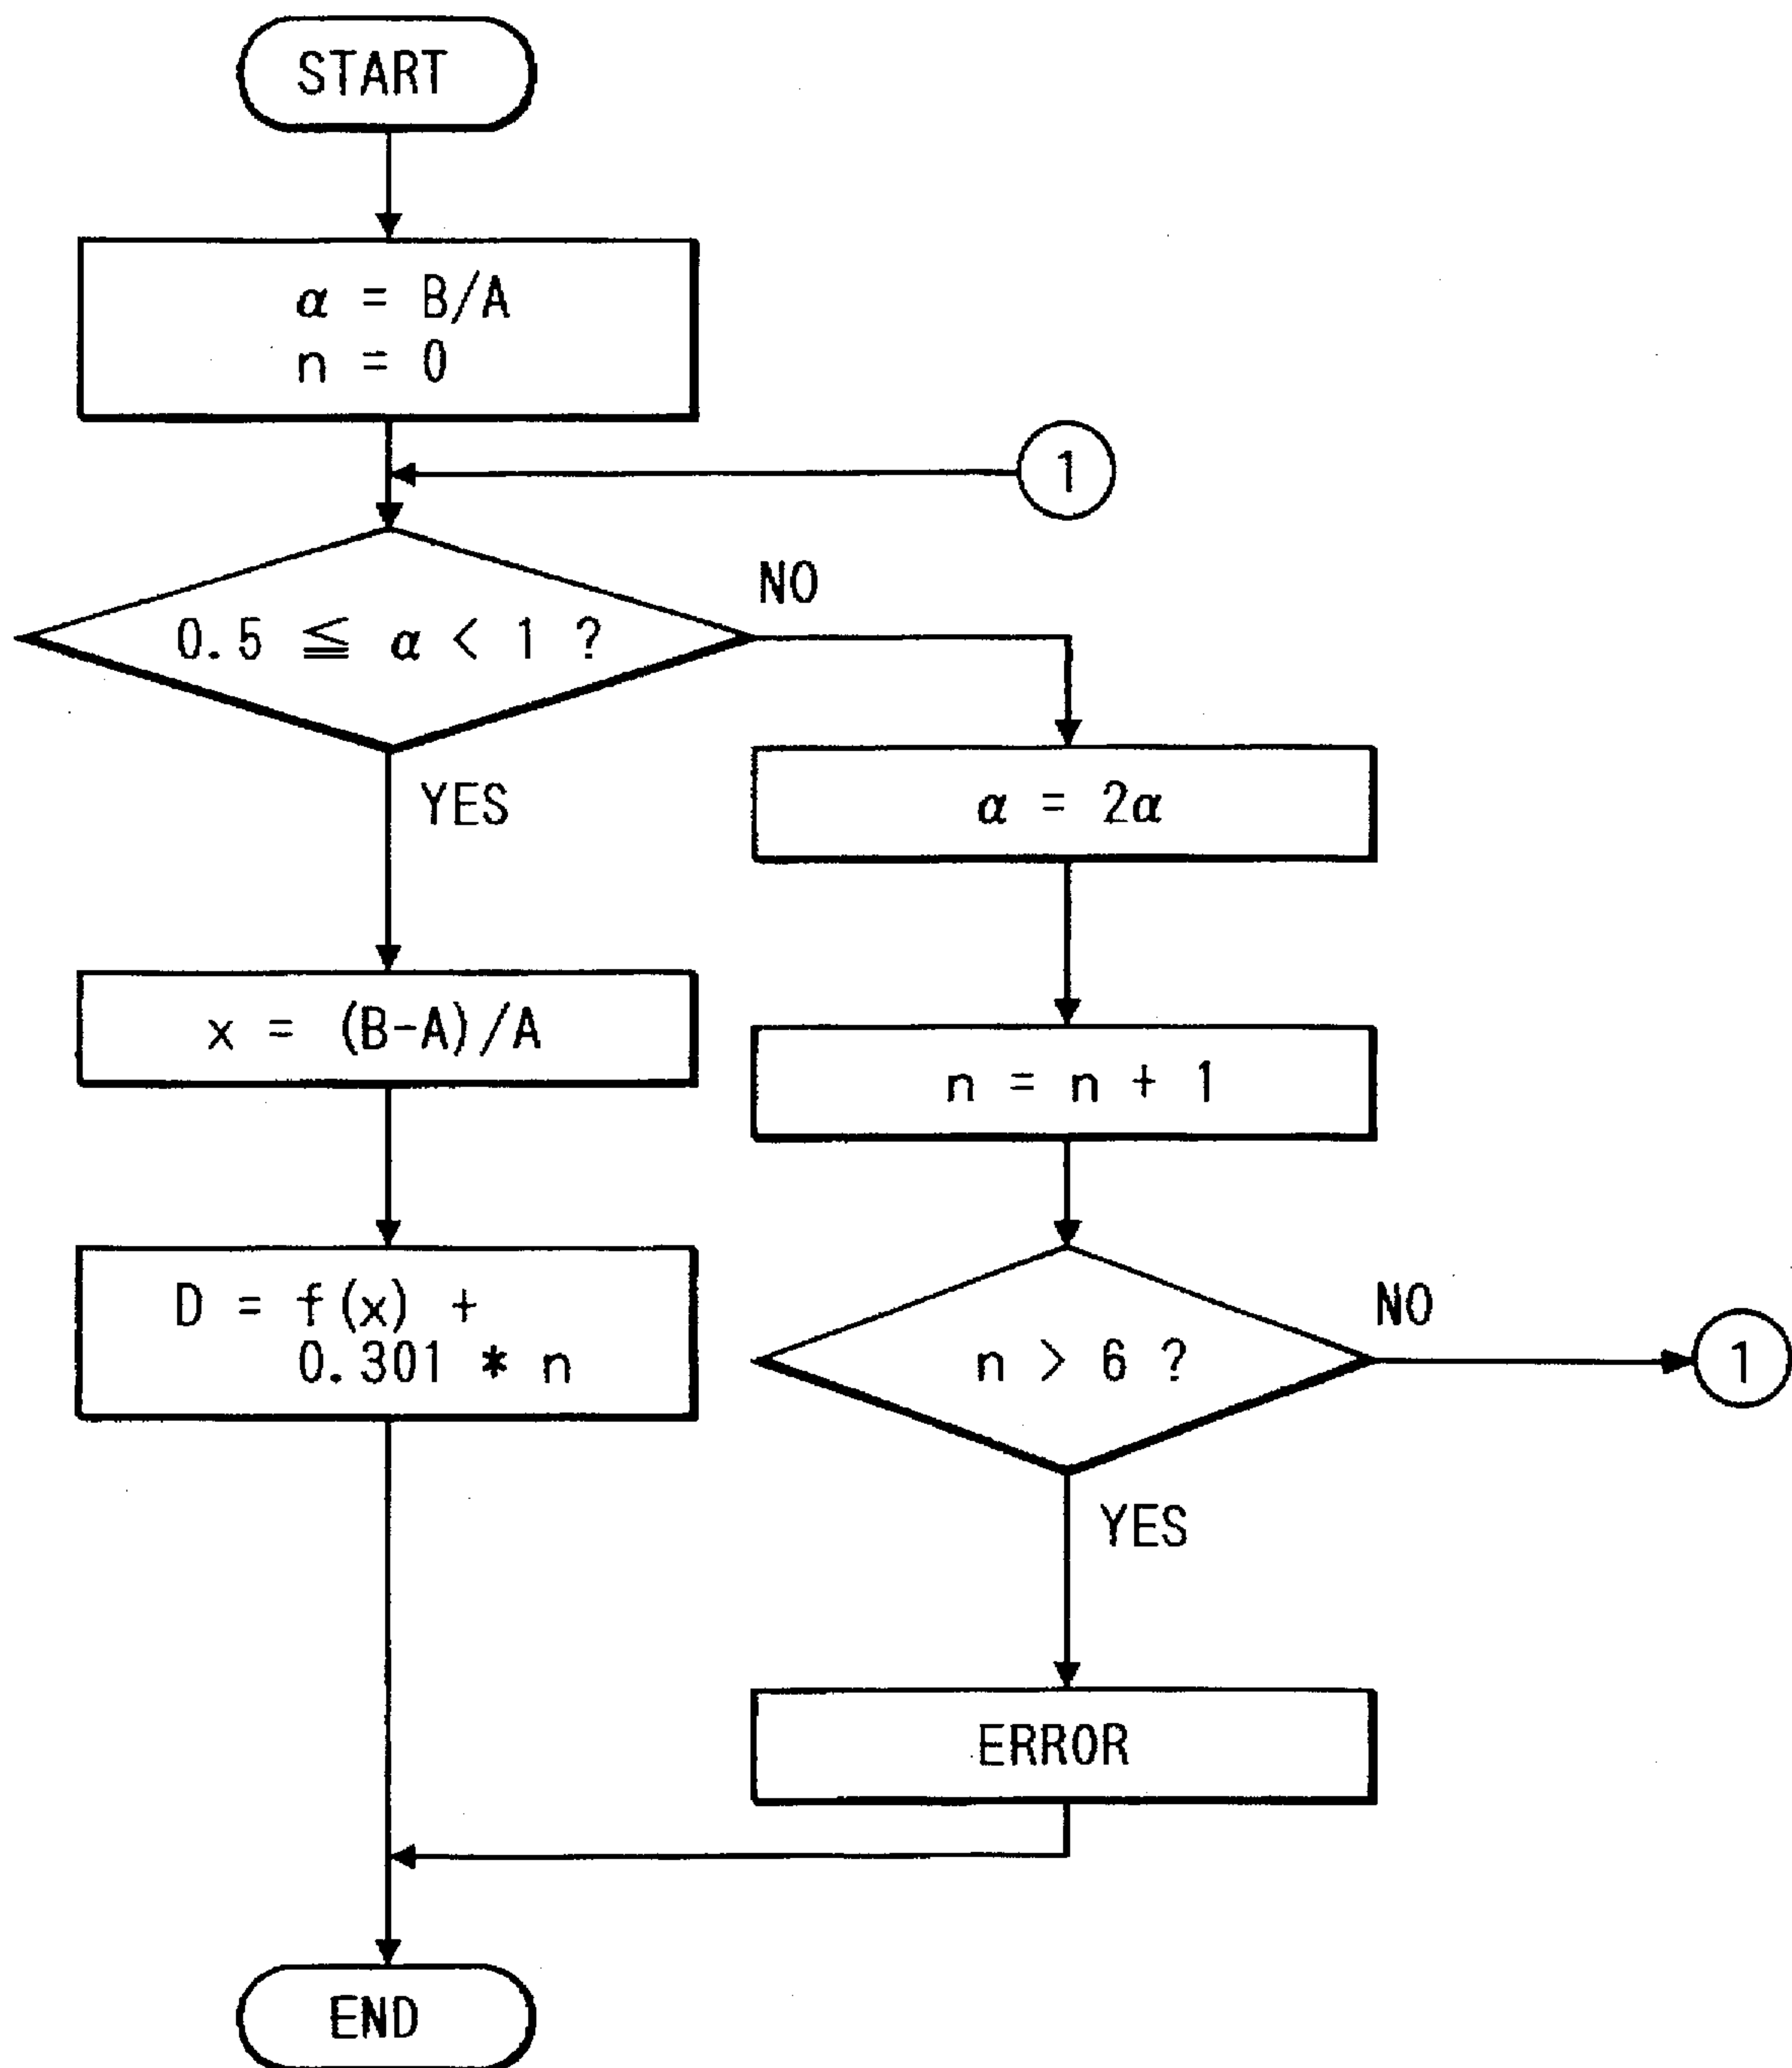 START
α = B/A
n = 0
1
0.5 ≦ α < 1 ?
NO
YES
α = 2α
x = (B-A)/A
n = n + 1
D = f(x) +
0.301 * n
n > 6 ?
NO
1
YES
ERROR
END